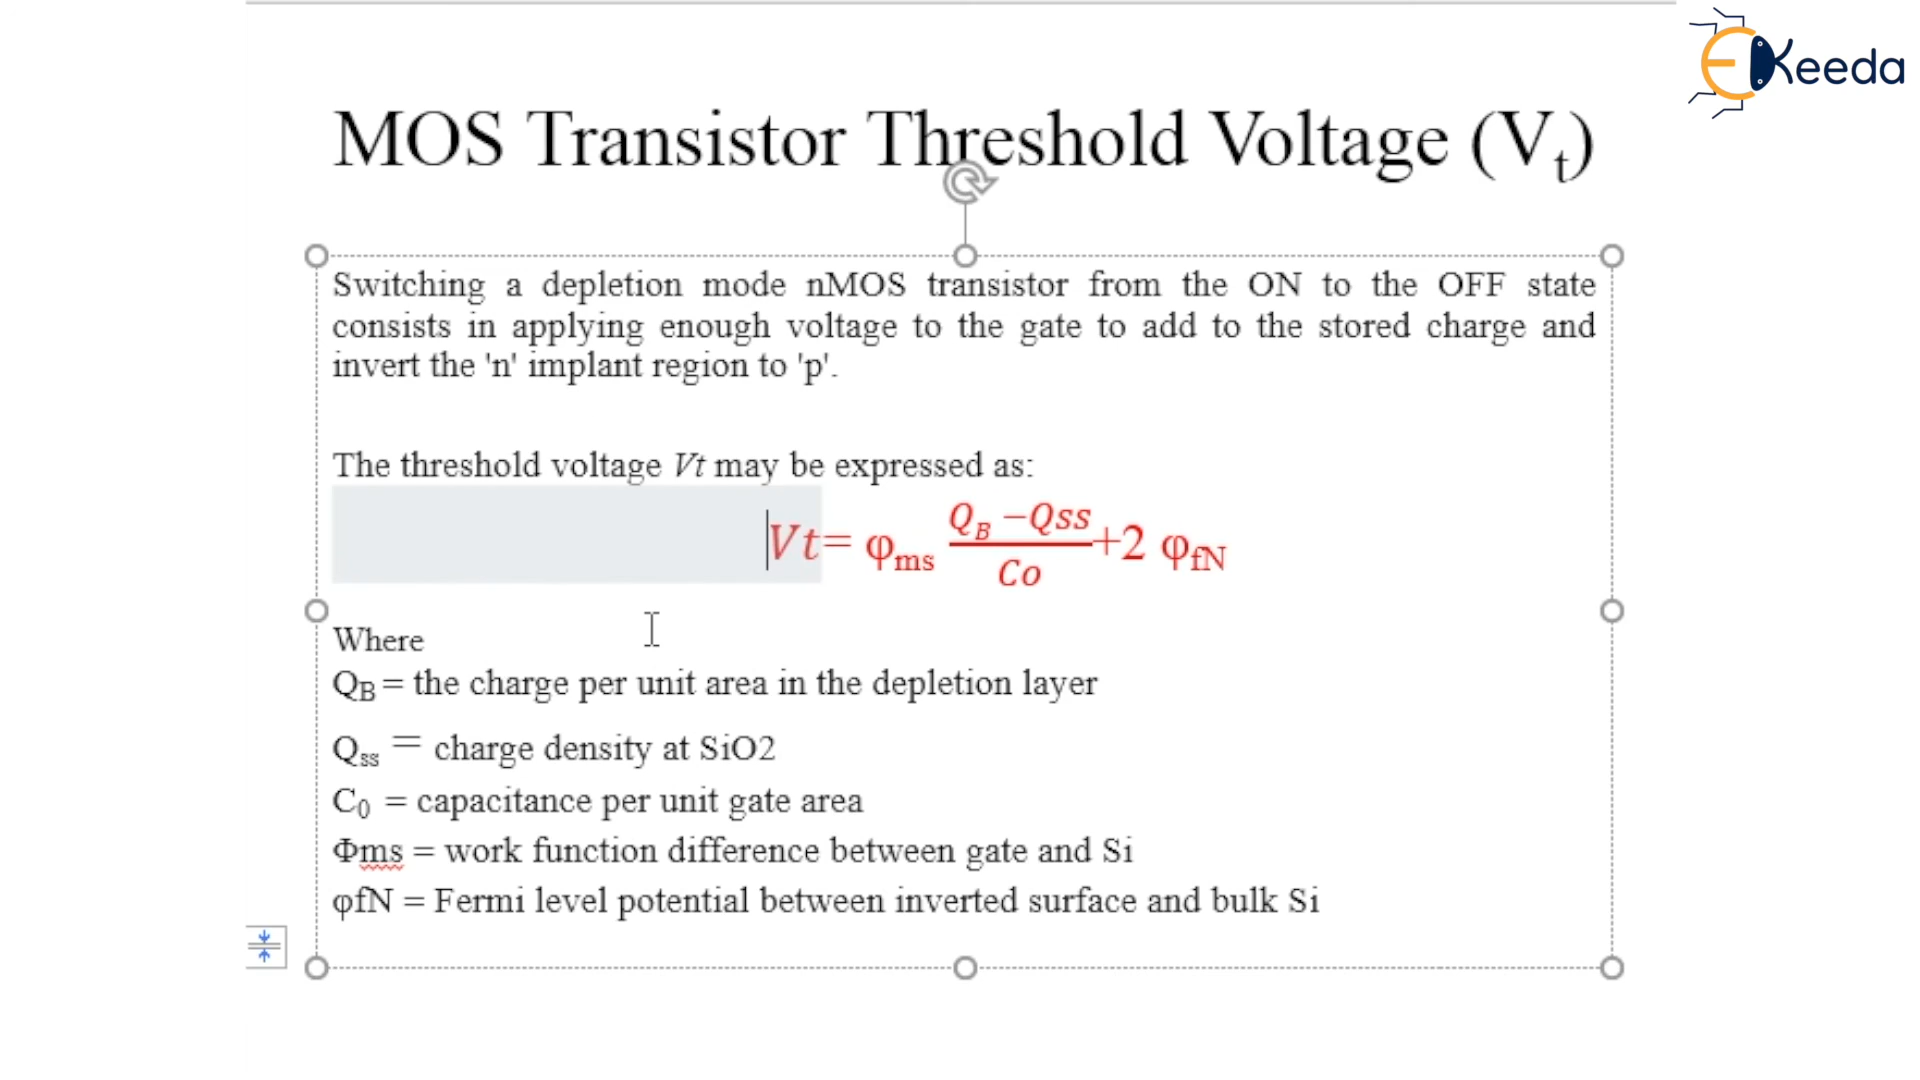 EKeeda
MOS Transistor Threshold Voltage (Vt)
Switching a depletion mode nMOS transistor from the ON to the OFF state
consists in applying enough voltage to the gate to add to the stored charge and
invert the 'n' implant region to 'p'.
The threshold voltage Vt may be expressed as:
Vt= φms (QB −Qss)/Co +2 φfN
Where
QB = the charge per unit area in the depletion layer
Qss = charge density at SiO2
C0 = capacitance per unit gate area
Φms = work function difference between gate and Si
φfN = Fermi level potential between inverted surface and bulk Si